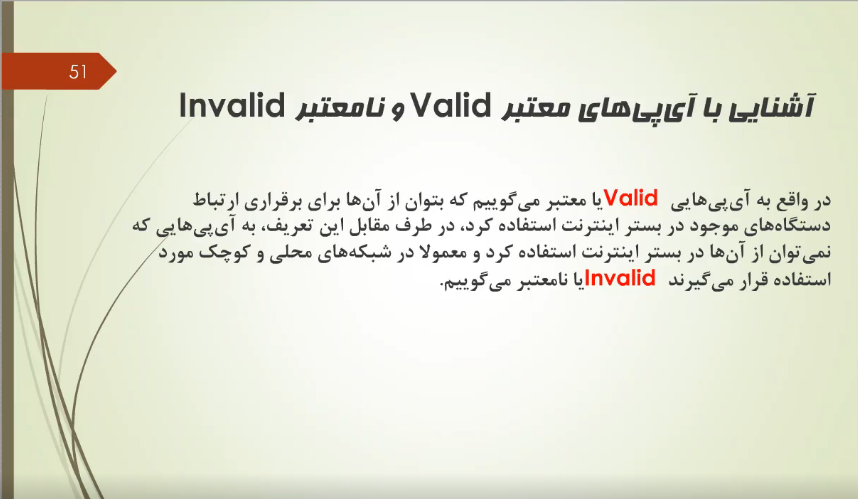 51
آشنایی با آی‌پی‌های معتبر Valid و نامعتبر Invalid
در واقع به آی‌پی‌هایی Valid یا معتبر می‌گوییم که بتوان از آن‌ها برای برقراری ارتباط
دستگاه‌های موجود در بستر اینترنت استفاده کرد، در طرف مقابل این تعریف، به آی‌پی‌هایی که
نمی‌توان از آن‌ها در بستر اینترنت استفاده کرد و معمولا در شبکه‌های محلی و کوچک مورد
استفاده قرار می‌گیرند Invalid یا نامعتبر می‌گوییم.